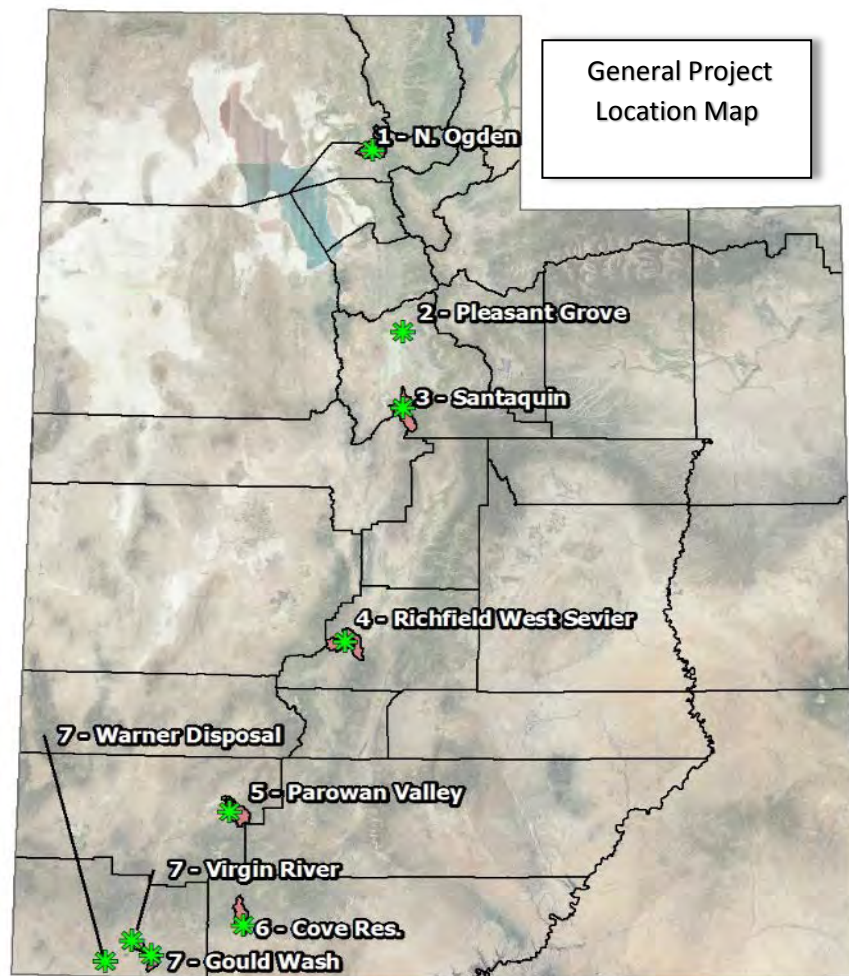 General Project
Location Map
1 - N. Ogden
2 - Pleasant Grove
3 - Santaquin
4 - Richfield West Sevier
7 - Warner Disposal
5 - Parowan Valley
7 - Virgin River
6 - Cove Res.
7 - Gould Wash